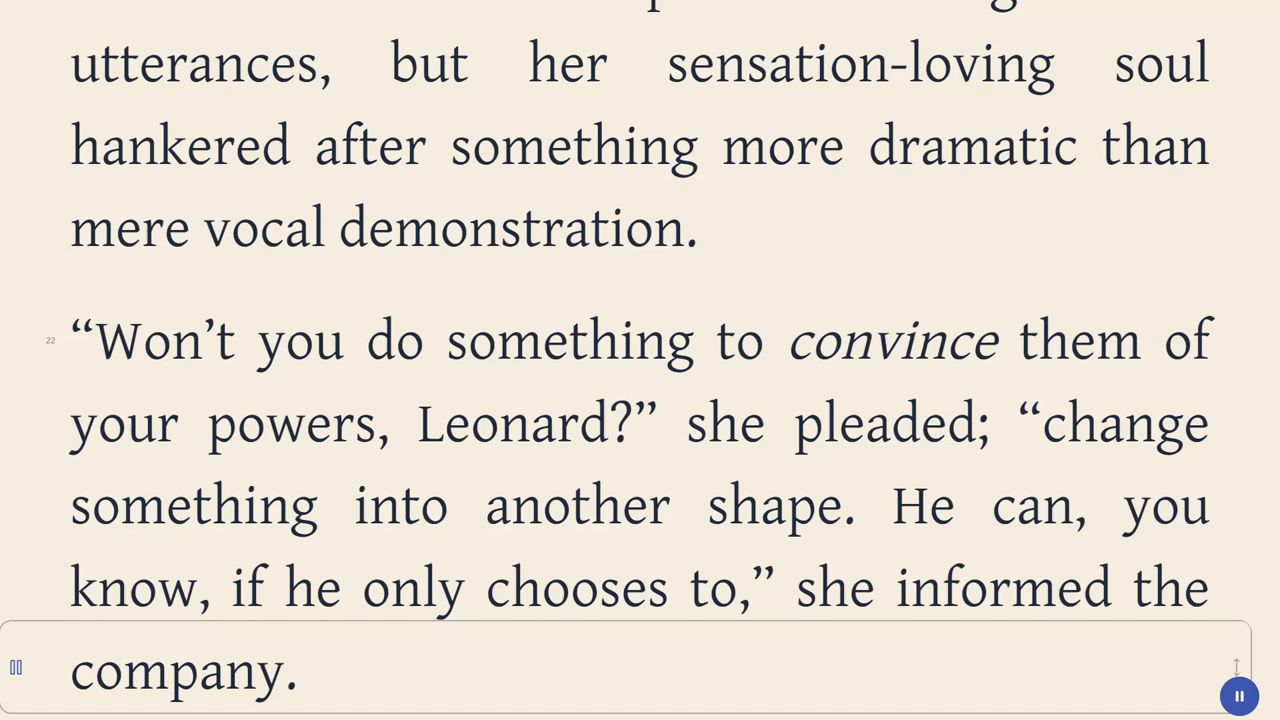 utterances, but her sensation-loving soul
hankered after something more dramatic than
mere vocal demonstration.
22
“Won’t you do something to convince them of
your powers, Leonard?” she pleaded; “change
something into another shape. He can, you
know, if he only chooses to,” she informed the
company.